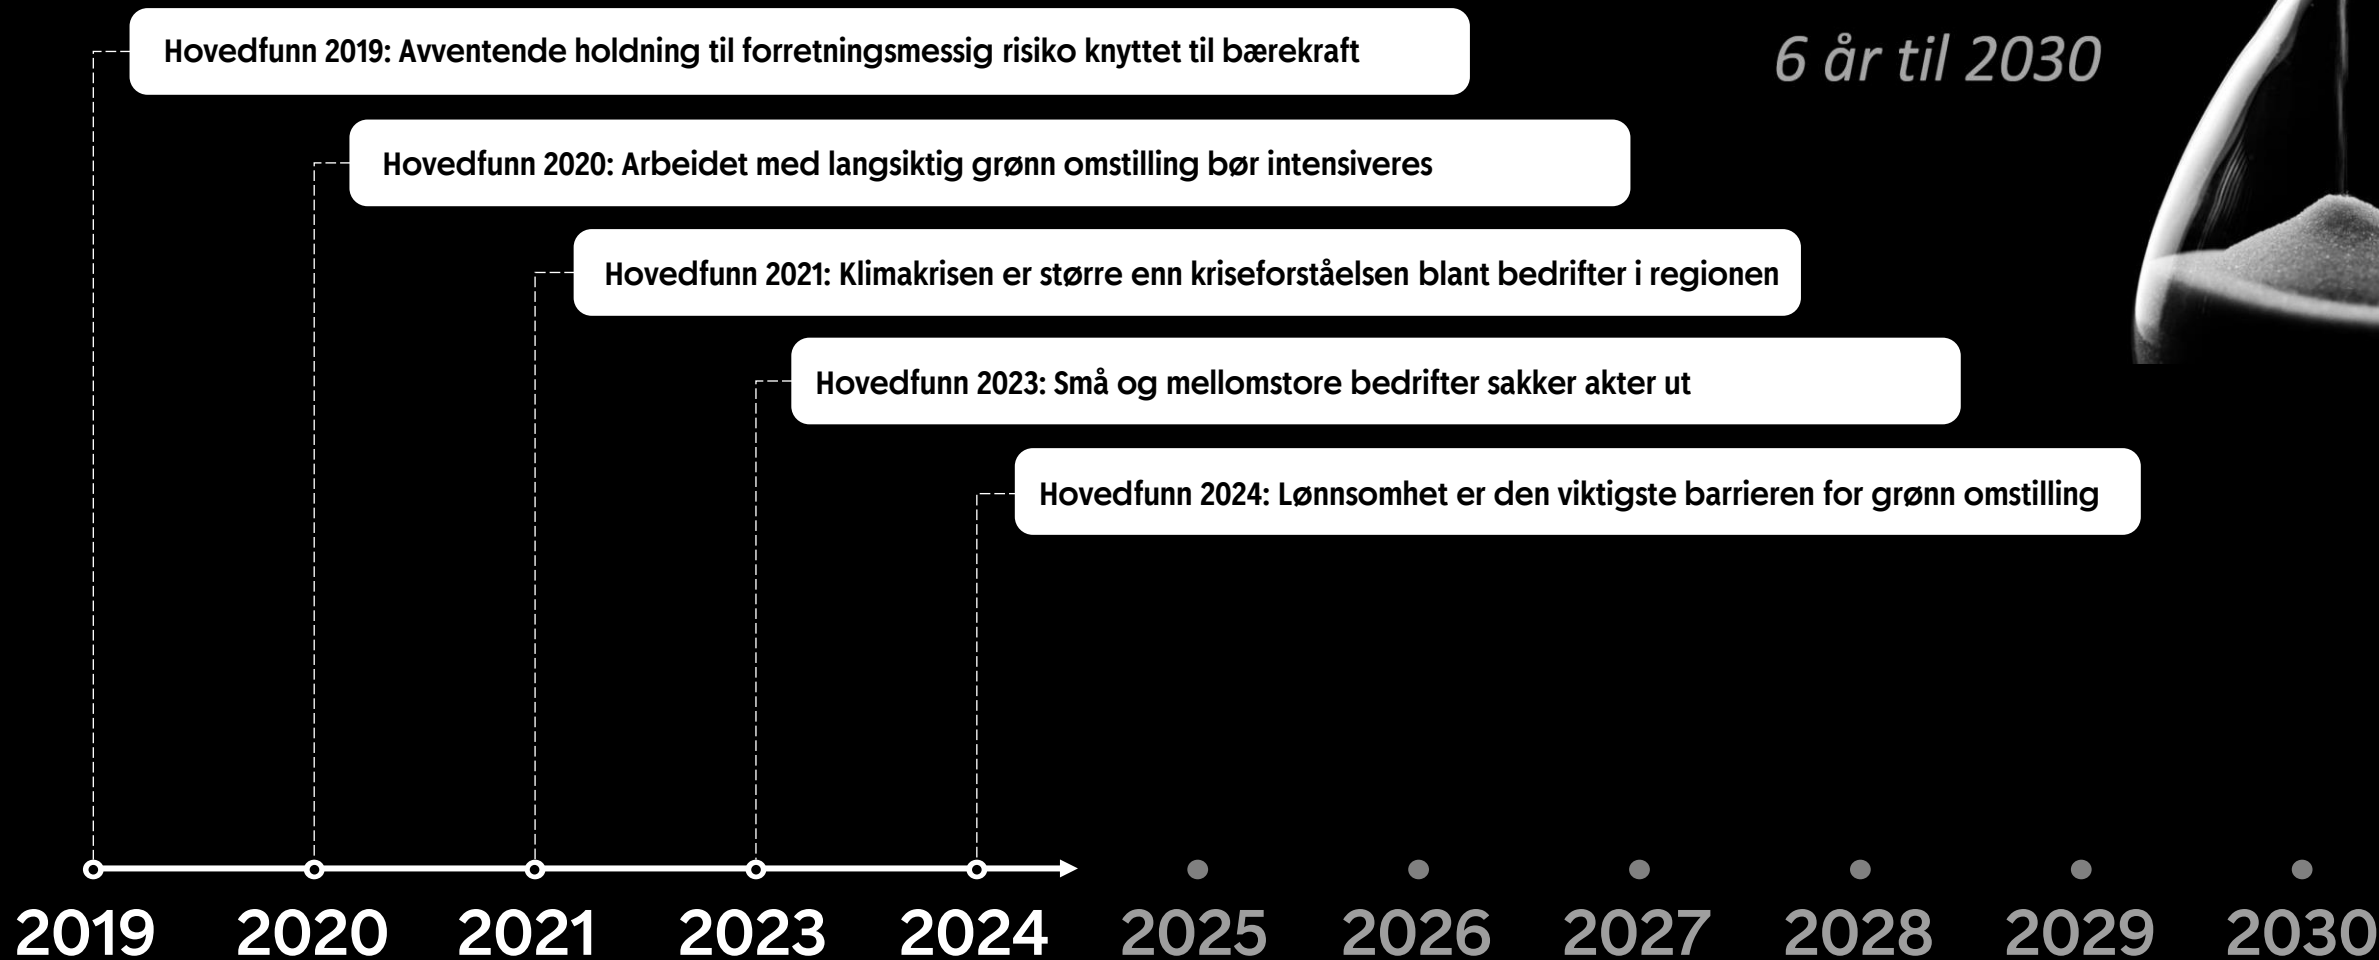 Hovedfunn 2019: Avventende holdning til forretningsmessig risiko knyttet til bærekraft
6 år til 2030
Hovedfunn 2020: Arbeidet med langsiktig grønn omstilling bør intensiveres
Hovedfunn 2021: Klimakrisen er større enn kriseforståelsen blant bedrifter i regionen
Hovedfunn 2023: Små og mellomstore bedrifter sakker akter ut
Hovedfunn 2024: Lønnsomhet er den viktigste barrieren for grønn omstilling
2019 2020 2021 2023 2024 2025 2026 2027 2028 2029 2030